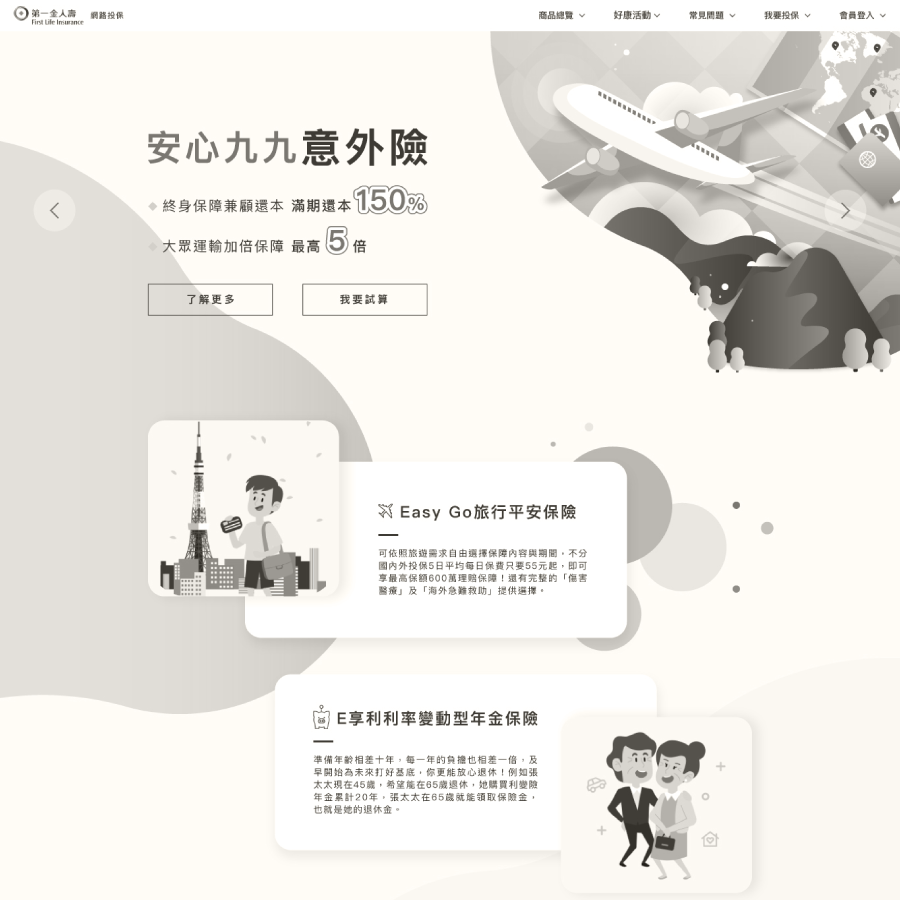 第一金人壽 網路投保
First Life Insurance
商品總覽 好康活動 常見問題 我要投保 會員登入
安心九九意外險
終身保障兼顧還本 滿期還本150%
大眾運輸加倍保障 最高5倍
了解更多 我要試算
Easy Go旅行平安保險
可依照旅遊需求自由選擇保障內容與期間，不分
國內外投保5日平均每日保費只要55元起，即可
享最高保額600萬理賠保障！還有完整的「傷害
醫療」及「海外急難救助」提供選擇。
E享利利率變動型年金保險
準備年齡相差十年，每一年的負擔也相差一倍，及
早開始為未來打好基底，你更能放心退休！例如張
太太現在45歲，希望能在65歲退休，她購買利變險
年金累計20年，張太太在65歲就能領取保險金，
也就是她的退休金。